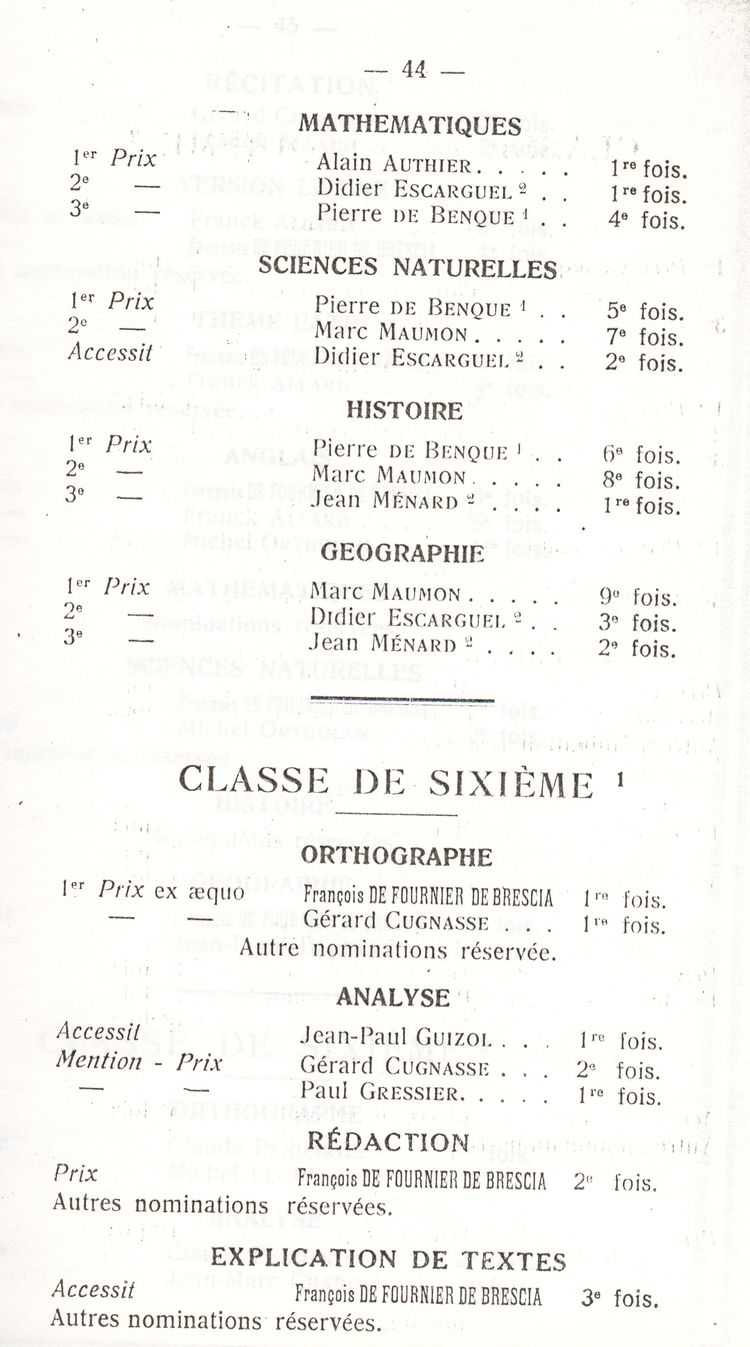 — 44 —
MATHEMATIQUES
1er Prix Alain AUTHIER. . . . . 1re fois.
2e — Didier ESCARGUEL 2 . . 1re fois.
3e — Pierre DE BENQUE 1 . . 4e fois.
SCIENCES NATURELLES
1er Prix Pierre DE BENQUE 1 . . 5e fois.
2e — Marc MAUMON . . . . . 7e fois.
Accessit Didier ESCARGUEL 2 . . 2e fois.
HISTOIRE
1er Prix Pierre DE BENQUE 1 . . 6e fois.
2e — Marc MAUMON . . . . . 8e fois.
3e — Jean MÉNARD 2 . . . . 1re fois.
GEOGRAPHIE
1er Prix Marc MAUMON . . . . . 9e fois.
2e — Didier ESCARGUEL 2 . . 3e fois.
3e — Jean MÉNARD 2 . . . . 2e fois.
CLASSE DE SIXIÈME 1
ORTHOGRAPHE
1er Prix ex æquo François DE FOURNIER DE BRESCIA 1re fois.
— — Gérard CUGNASSE . . . 1re fois.
Autre nominations réservée.
ANALYSE
Accessit Jean-Paul GUIZOL . . . 1re fois.
Mention - Prix Gérard CUGNASSE . . . 2e fois.
— — Paul GRESSIER. . . . . 1re fois.
RÉDACTION
Prix François DE FOURNIER DE BRESCIA 2e fois.
Autres nominations réservées.
EXPLICATION DE TEXTES
Accessit François DE FOURNIER DE BRESCIA 3e fois.
Autres nominations réservées.